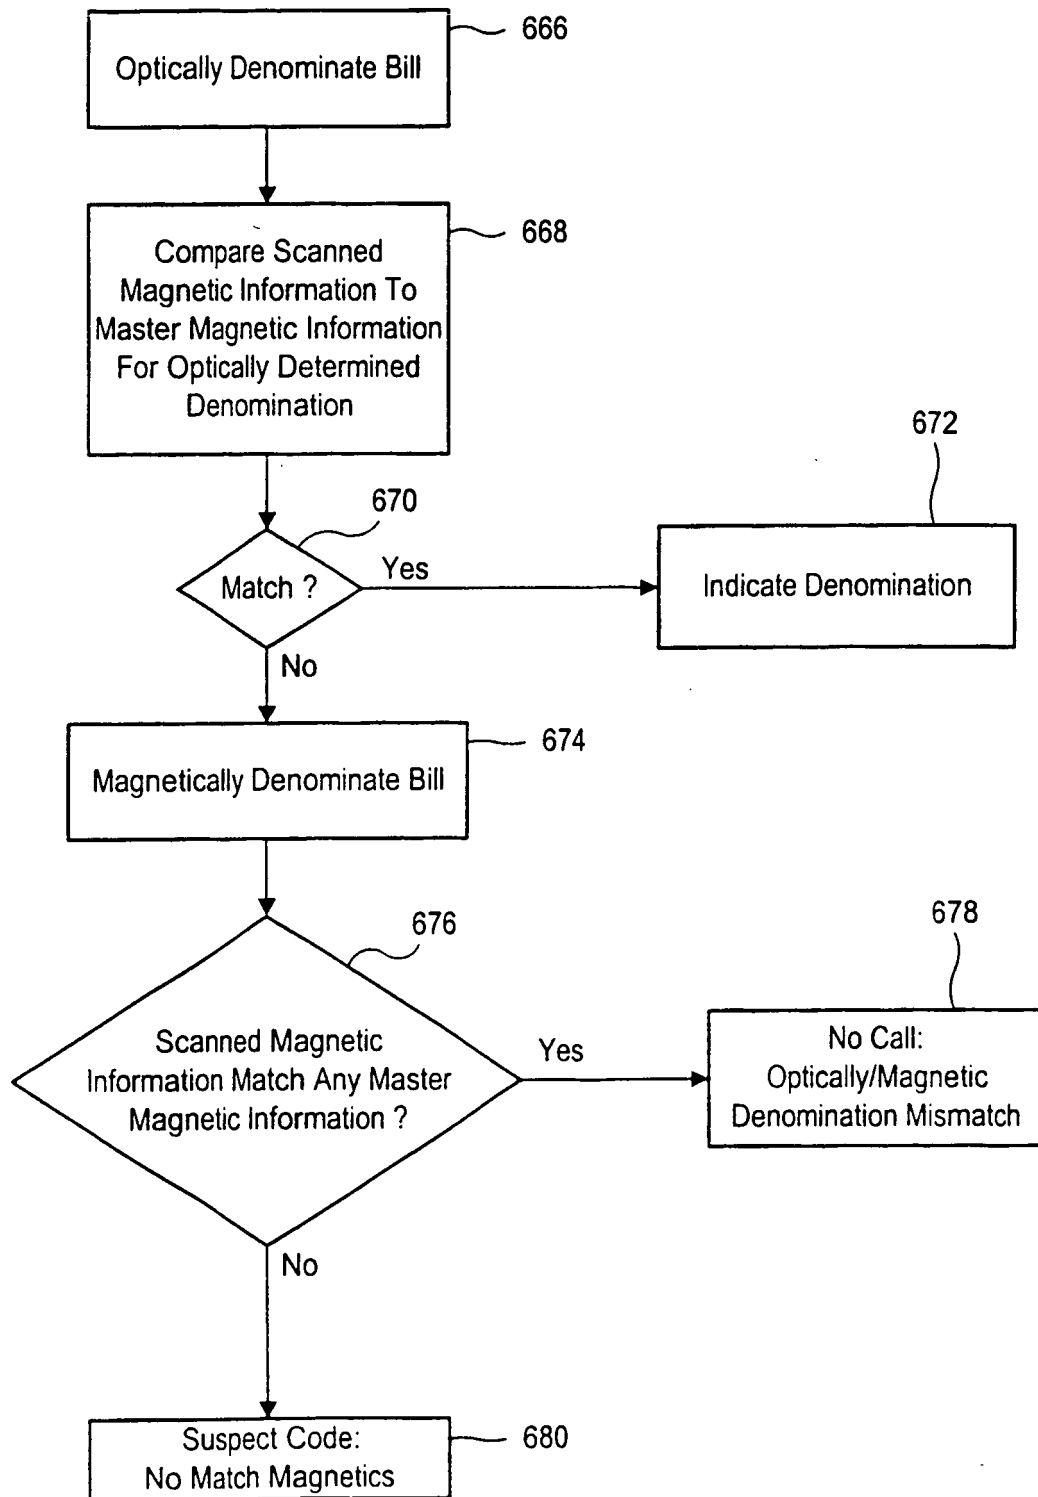 666
Optically Denominate Bill
668
Compare Scanned
Magnetic Information To
Master Magnetic Information
For Optically Determined
Denomination
670
672
Match ?
Yes
Indicate Denomination
No
674
Magnetically Denominate Bill
676
678
Scanned Magnetic
Information Match Any Master
Magnetic Information ?
Yes
No Call:
Optically/Magnetic
Denomination Mismatch
No
680
Suspect Code:
No Match Magnetics